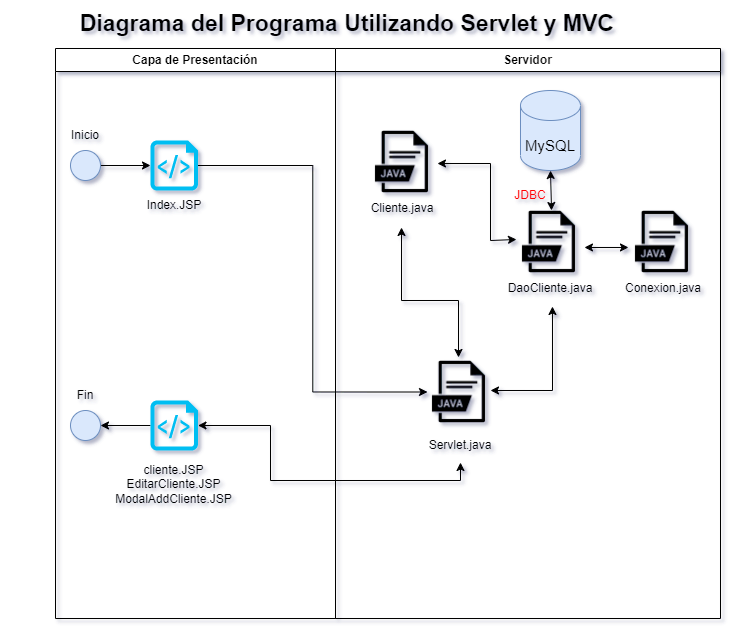 Diagrama del Programa Utilizando Servlet y MVC
Capa de Presentación
Servidor
Inicio
Index.JSP
JAVA
Cliente.java
MySQL
JDBC
JAVA
DaoCliente.java
JAVA
Conexion.java
Fin
cliente.JSP
EditarCliente.JSP
ModalAddCliente.JSP
JAVA
Servlet.java